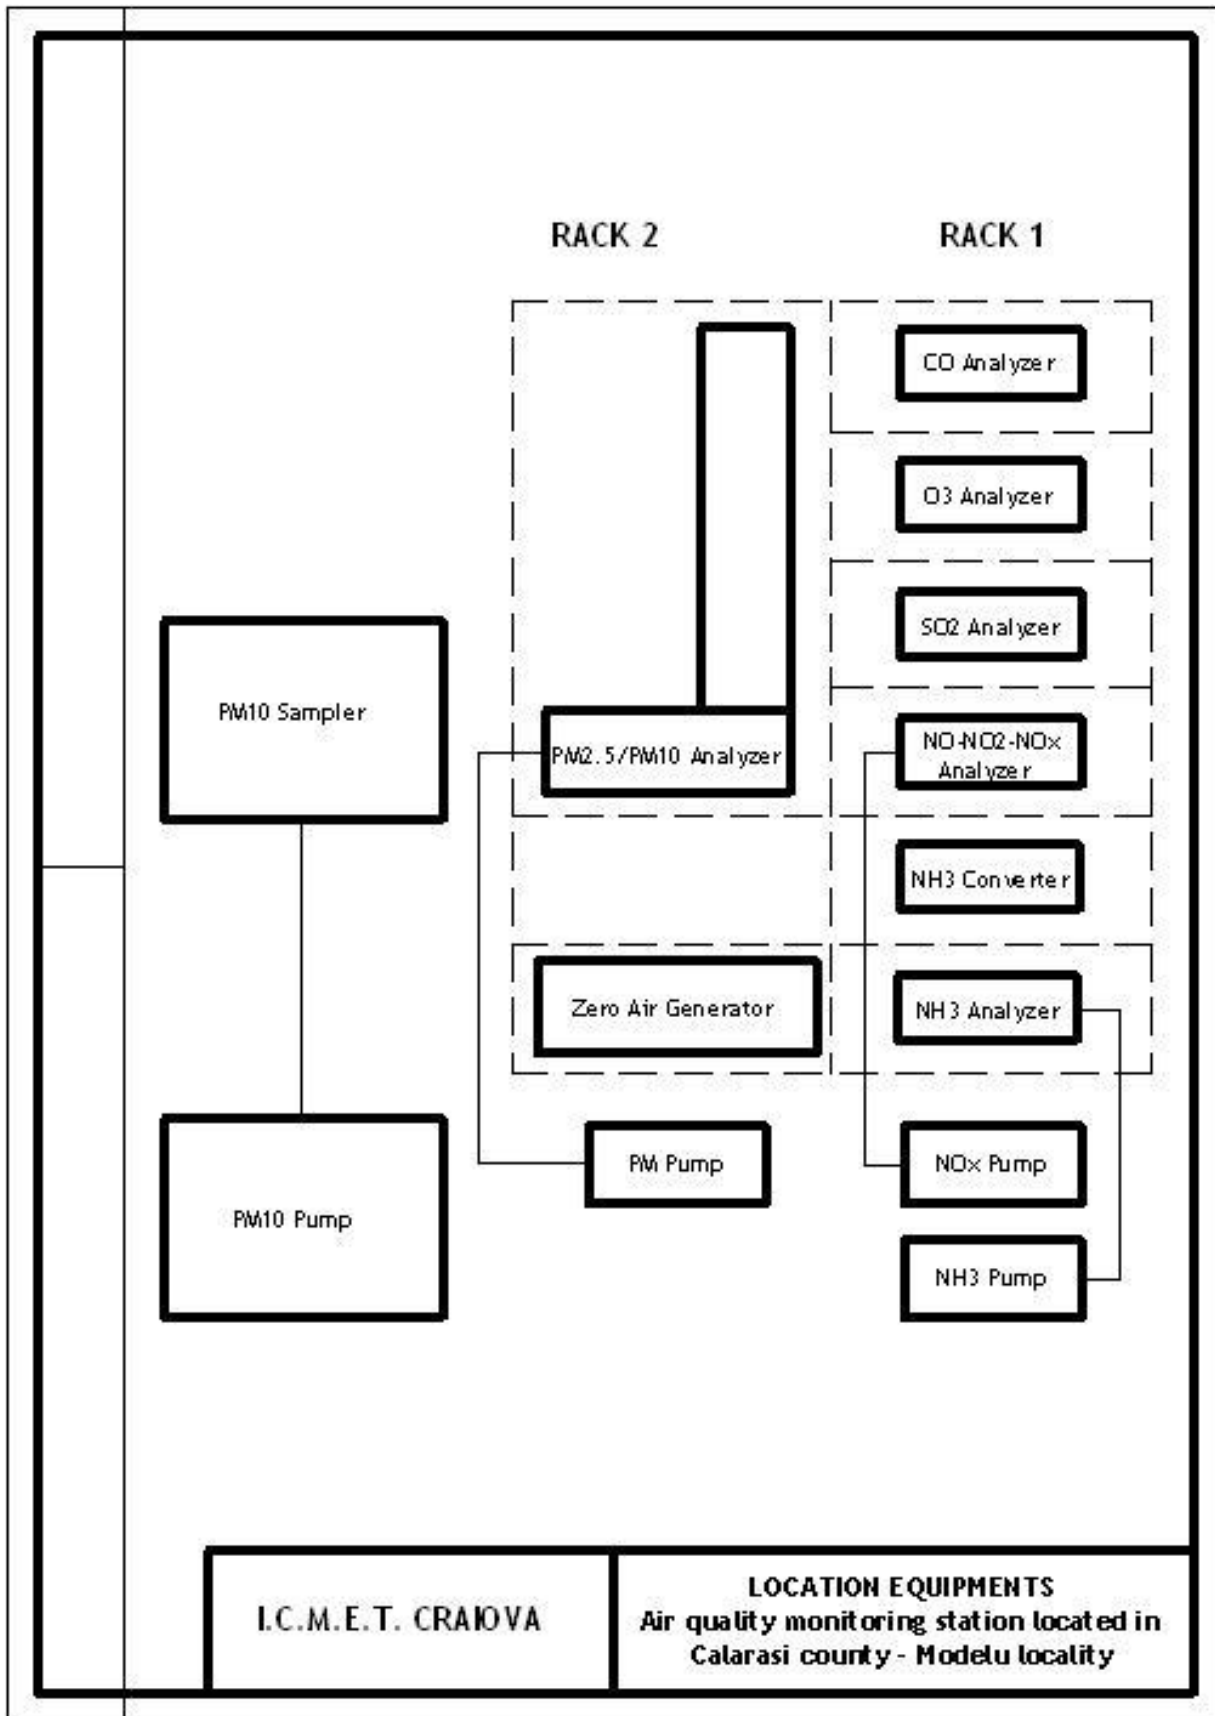 RACK 2
RACK 1
CO Analyzer
O3 Analyzer
SO2 Analyzer
PM10 Sampler
PM2.5/PM10 Analyzer
NO-NO2-NOx
Analyzer
NH3 Converter
Zero Air Generator
NH3 Analyzer
PM Pump
NOx Pump
PM10 Pump
NH3 Pump
I.C.M.E.T. CRAIOVA
LOCATION EQUIPMENTS
Air quality monitoring station located in
Calarasi county - Modelu locality